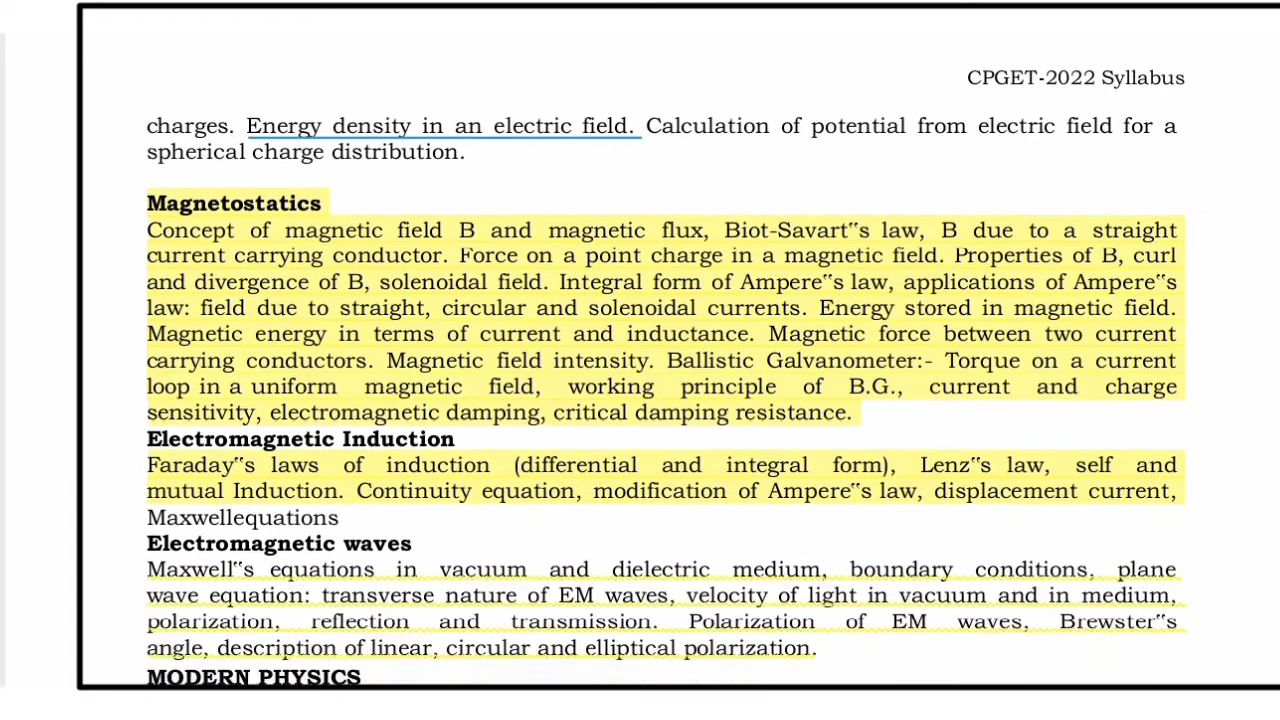 CPGET-2022 Syllabus
charges. Energy density in an electric field. Calculation of potential from electric field for a
spherical charge distribution.
Magnetostatics
Concept of magnetic field B and magnetic flux, Biot-Savart‟s law, B due to a straight
current carrying conductor. Force on a point charge in a magnetic field. Properties of B, curl
and divergence of B, solenoidal field. Integral form of Ampere‟s law, applications of Ampere‟s
law: field due to straight, circular and solenoidal currents. Energy stored in magnetic field.
Magnetic energy in terms of current and inductance. Magnetic force between two current
carrying conductors. Magnetic field intensity. Ballistic Galvanometer:- Torque on a current
loop in a uniform magnetic field, working principle of B.G., current and charge
sensitivity, electromagnetic damping, critical damping resistance.
Electromagnetic Induction
Faraday‟s laws of induction (differential and integral form), Lenz‟s law, self and
mutual Induction. Continuity equation, modification of Ampere‟s law, displacement current,
Maxwellequations
Electromagnetic waves
Maxwell‟s equations in vacuum and dielectric medium, boundary conditions, plane
wave equation: transverse nature of EM waves, velocity of light in vacuum and in medium,
polarization, reflection and transmission. Polarization of EM waves, Brewster‟s
angle, description of linear, circular and elliptical polarization.
MODERN PHYSICS